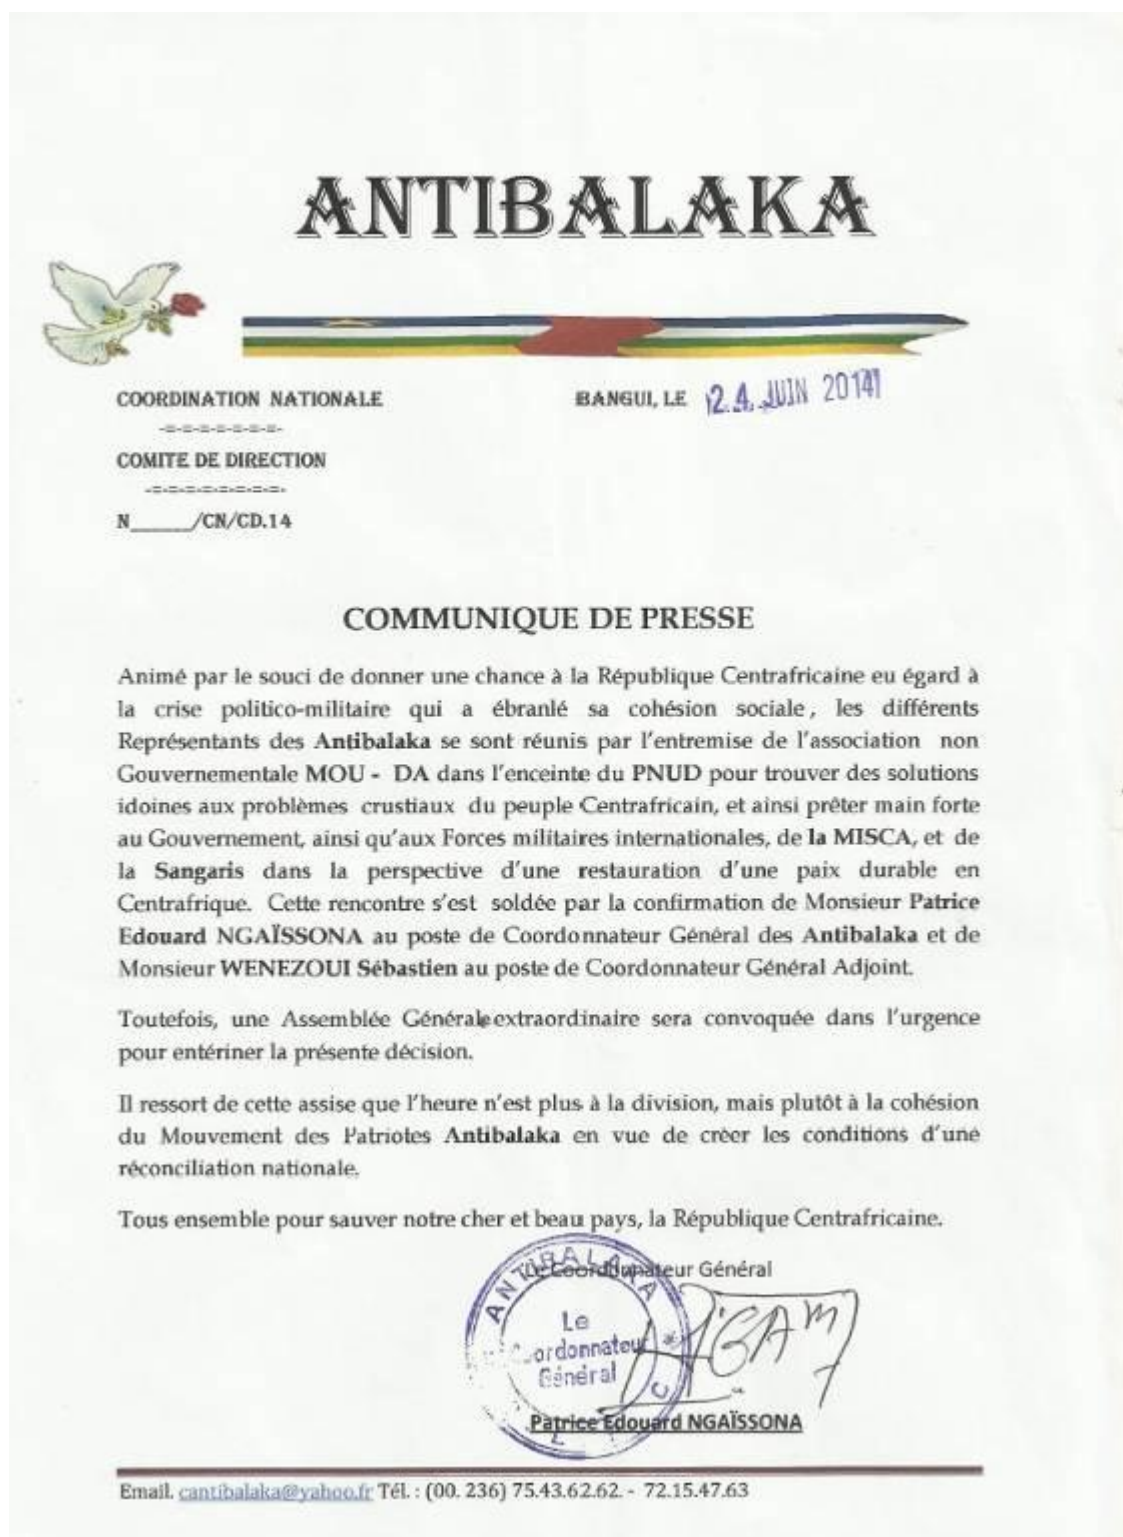 ANTIBALAKA
COORDINATION NATIONALE
BANGUI, LE 24 JUIN 2014
-=-=-=-=-=-=-=-
COMITE DE DIRECTION
-=-=-=-=-=-=-=-=-
N______/CN/CD.14
COMMUNIQUE DE PRESSE
Animé par le souci de donner une chance à la République Centrafricaine eu égard à
la crise politico-militaire qui a ébranlé sa cohésion sociale, les différents
Représentants des Antibalaka se sont réunis par l'entremise de l'association non
Gouvernementale MOU - DA dans l'enceinte du PNUD pour trouver des solutions
idoines aux problèmes crustiaux du peuple Centrafricain, et ainsi prêter main forte
au Gouvernement, ainsi qu'aux Forces militaires internationales, de la MISCA, et de
la Sangaris dans la perspective d'une restauration d'une paix durable en
Centrafrique. Cette rencontre s'est soldée par la confirmation de Monsieur Patrice
Edouard NGAÏSSONA au poste de Coordonnateur Général des Antibalaka et de
Monsieur WENEZOUI Sébastien au poste de Coordonnateur Général Adjoint.
Toutefois, une Assemblée Générale extraordinaire sera convoquée dans l'urgence
pour entériner la présente décision.
Il ressort de cette assise que l'heure n'est plus à la division, mais plutôt à la cohésion
du Mouvement des Patriotes Antibalaka en vue de créer les conditions d'une
réconciliation nationale.
Tous ensemble pour sauver notre cher et beau pays, la République Centrafricaine.
Le Coordonnateur Général
ANTIBALAKA
Le
Coordonnateur
Général
Patrice Edouard NGAÏSSONA
Email. cantibalaka@yahoo.fr Tél. : (00. 236) 75.43.62.62. - 72.15.47.63